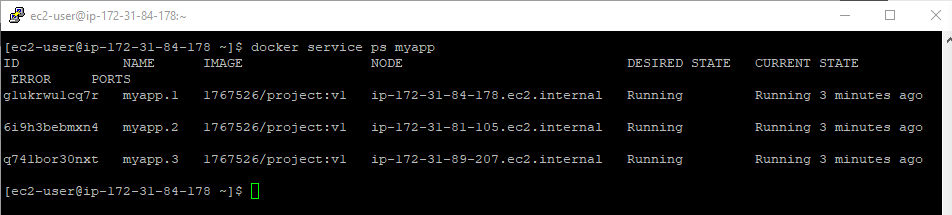 ec2-user@ip-172-31-84-178:~
[ec2-user@ip-172-31-84-178 ~]$ docker service ps myapp
ID             NAME      IMAGE               NODE                            DESIRED STATE   CURRENT STATE
 ERROR     PORTS
glukrwulcq7r   myapp.1   1767526/project:v1   ip-172-31-84-178.ec2.internal   Running         Running 3 minutes ago
6i9h3bebmxn4   myapp.2   1767526/project:v1   ip-172-31-81-105.ec2.internal   Running         Running 3 minutes ago
q74lbor30nxt   myapp.3   1767526/project:v1   ip-172-31-89-207.ec2.internal   Running         Running 3 minutes ago
[ec2-user@ip-172-31-84-178 ~]$